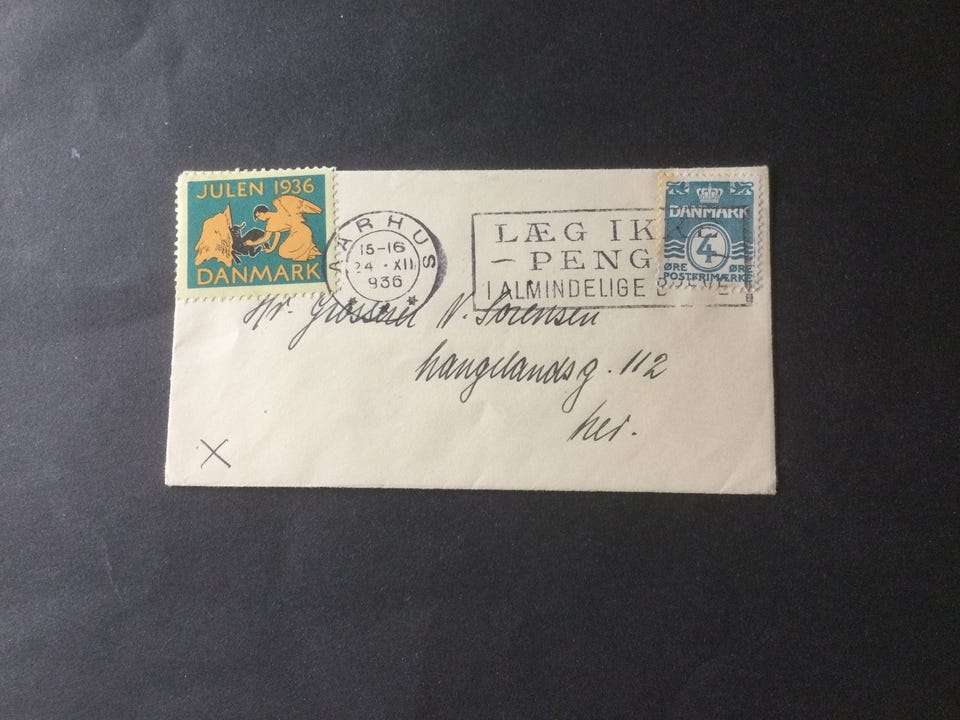 JULEN 1936
DANMARK
AARHUS
15-16
24 · XII
936
LÆG IK
— PENG
I ALMINDELIGE
DANMARK
4
ØRE ØRE
POSTFRIMÆRKE
Hr. Grosserer V. Sørensen
Langelandsg. 112
her.
X